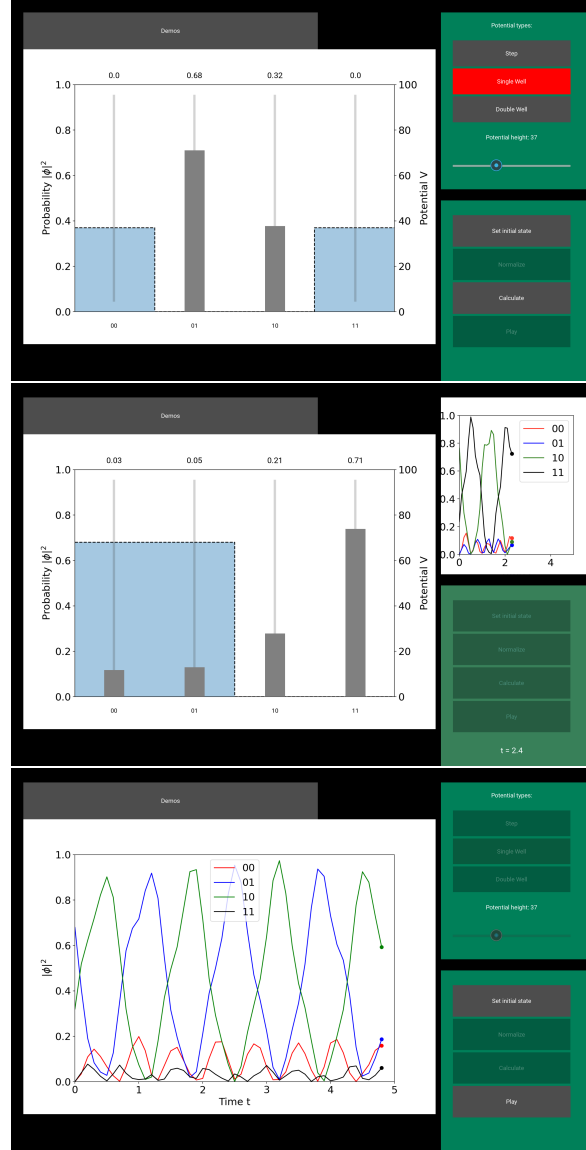 Demos
0.0 0.68 0.32 0.0
1.0 100
0.8 80
0.6 60
0.4 40
0.2 20
0.0 0
Probability |ϕ|²
Potential V
00 01 10 11
Potential types:
Step
Single Well
Double Well
Potential height: 37
Set initial state
Normalize
Calculate
Play
Demos
0.03 0.05 0.21 0.71
1.0 100
0.8 80
0.6 60
0.4 40
0.2 20
0.0 0
Probability |ϕ|²
Potential V
00 01 10 11
1.0
0.8
0.6
0.4
0.2
0.0
0 2 4
00
01
10
11
Set initial state
Normalize
Calculate
Play
t = 2.4
Demos
1.0
0.8
0.6
0.4
0.2
0.0
|ϕ|²
0 1 2 3 4 5
Time t
00
01
10
11
Potential types:
Step
Single Well
Double Well
Potential height: 37
Set initial state
Normalize
Calculate
Play